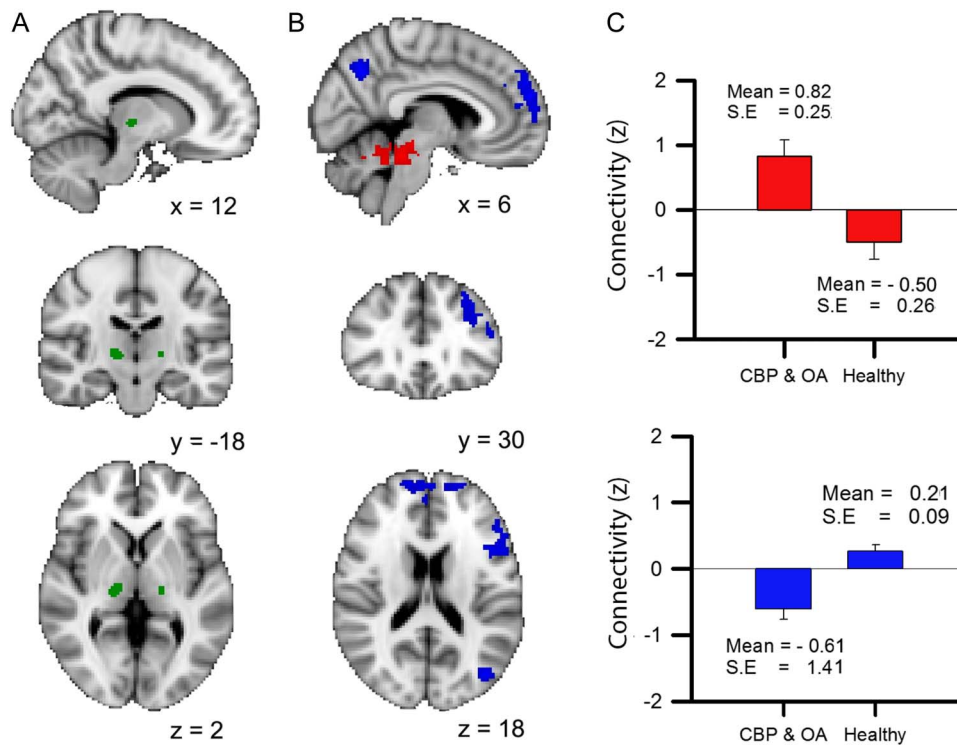 A
B
C
x = 12
x = 6
y = -18
y = 30
z = 2
z = 18
Connectivity (z)
2
1
0
-1
-2
Mean = 0.82
S.E = 0.25
Mean = - 0.50
S.E = 0.26
CBP & OA Healthy
Connectivity (z)
2
1
0
-1
-2
Mean = 0.21
S.E = 0.09
Mean = - 0.61
S.E = 1.41
CBP & OA Healthy